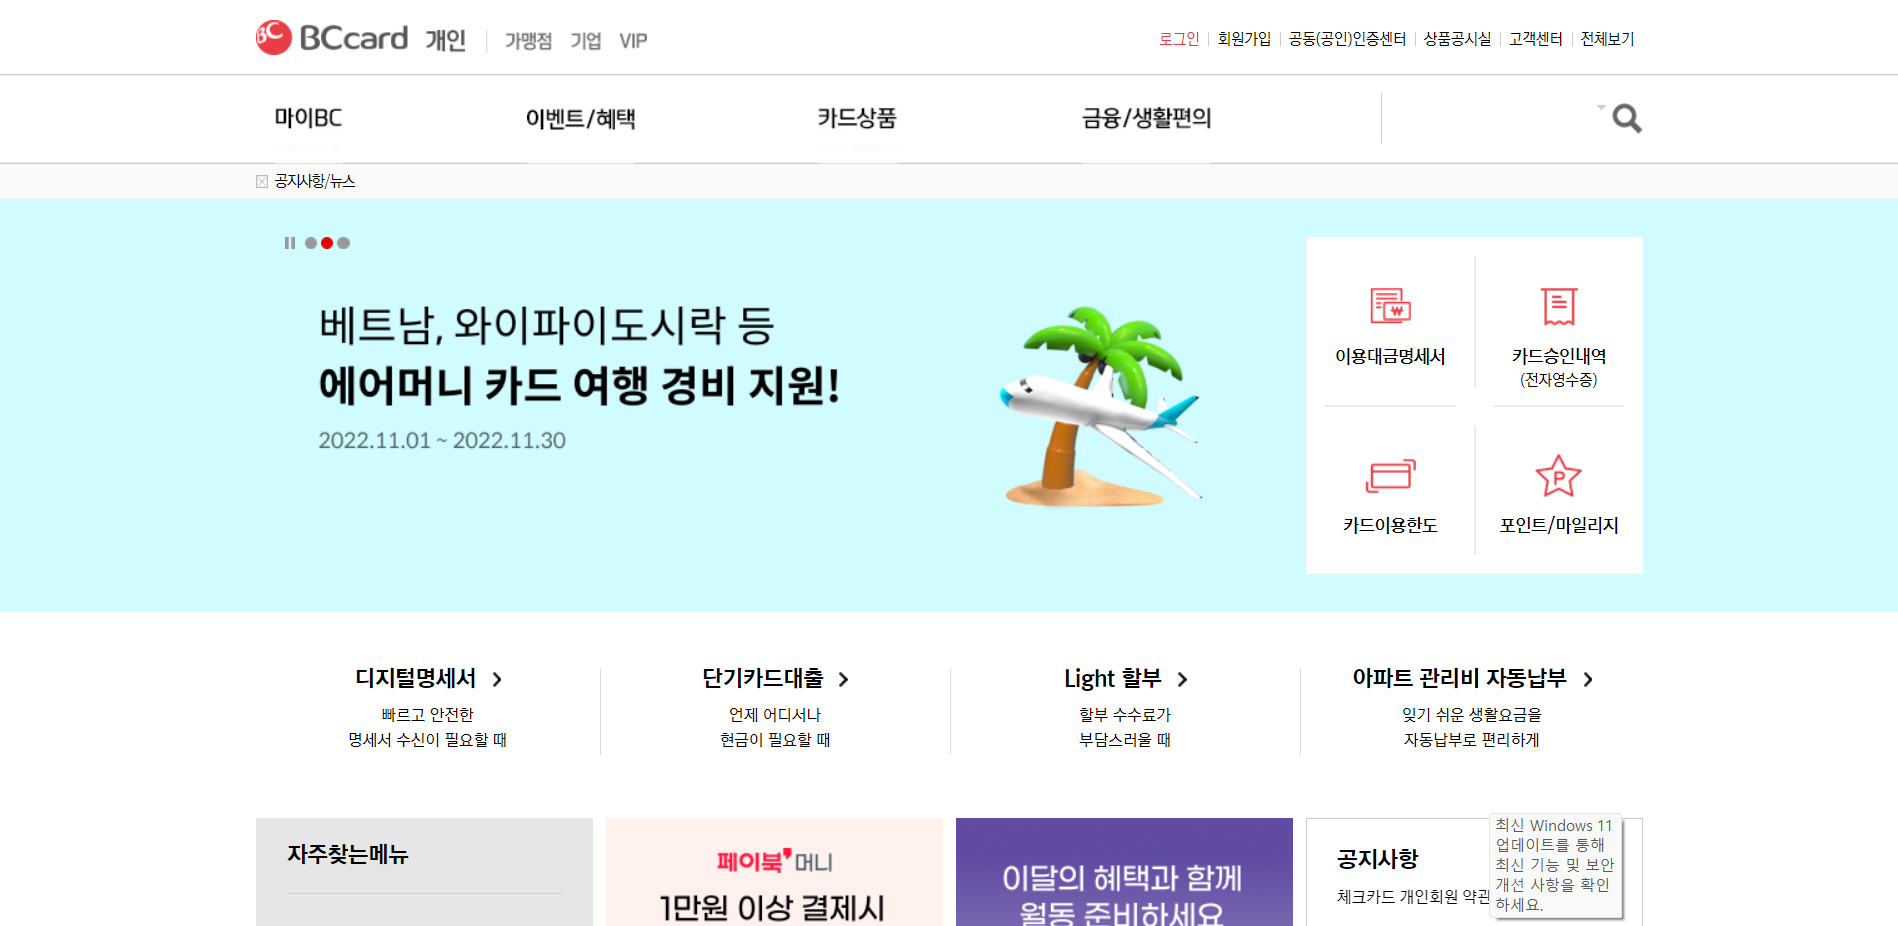 BCcard 개인 가맹점 기업 VIP
로그인 회원가입 공동(공인)인증센터 상품공시실 고객센터 전체보기
마이BC 이벤트/혜택 카드상품 금융/생활편의
공지사항/뉴스
베트남, 와이파이도시락 등
에어머니 카드 여행 경비 지원!
2022.11.01 ~ 2022.11.30
이용대금명세서
카드승인내역
(전자영수증)
카드이용한도
포인트/마일리지
디지털명세서
빠르고 안전한
명세서 수신이 필요할 때
단기카드대출
언제 어디서나
현금이 필요할 때
Light 할부
할부 수수료가
부담스러울 때
아파트 관리비 자동납부
잊기 쉬운 생활요금을
자동납부로 편리하게
자주찾는메뉴
페이북 머니
1만원 이상 결제시
이달의 혜택과 함께
월동 준비하세요
공지사항
체크카드 개인회원 약관
최신 Windows 11
업데이트를 통해
최신 기능 및 보안
개선 사항을 확인
하세요.